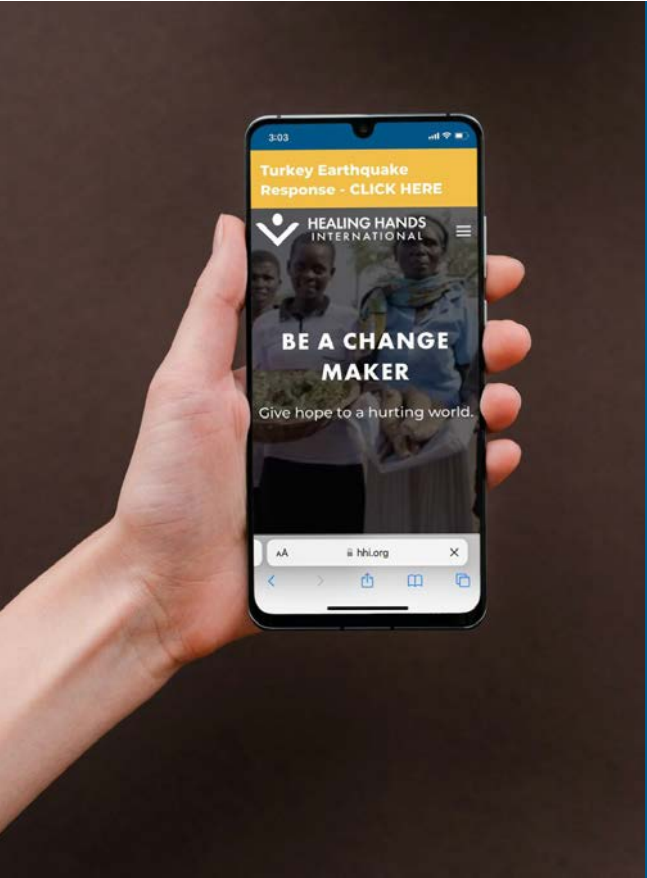 3:03
Turkey Earthquake
Response - CLICK HERE
HEALING HANDS
INTERNATIONAL
BE A CHANGE
MAKER
Give hope to a hurting world.
AA
hhi.org